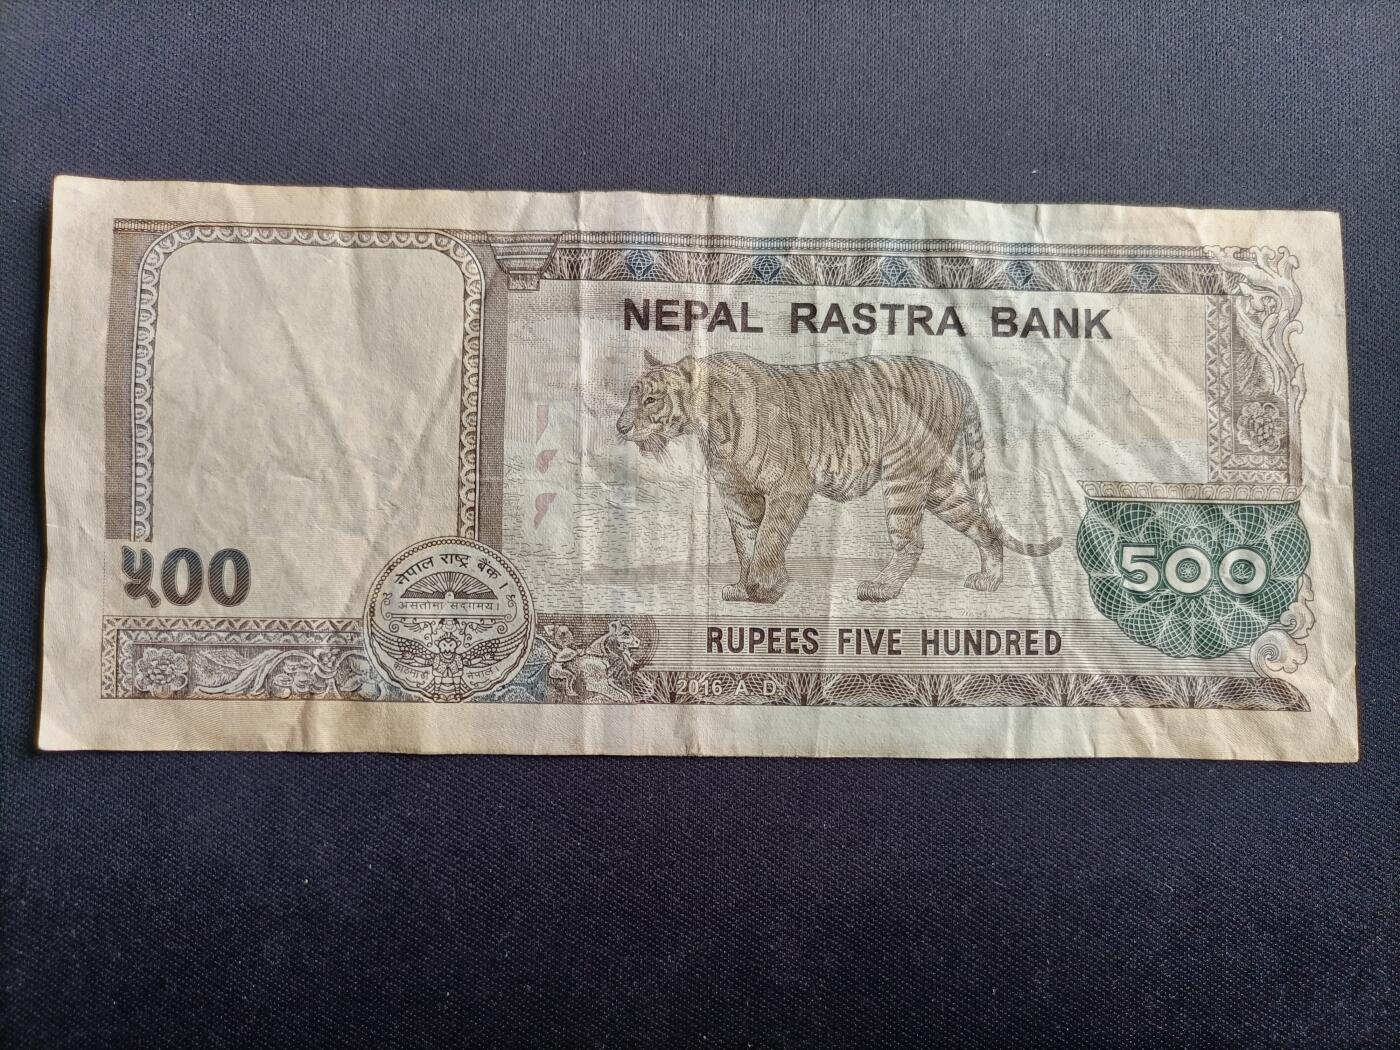 NEPAL RASTRA BANK
५००
500
नेपाल राष्ट्र बैंक ।
असतोमा सद्गमय।
नेपाल
RUPEES FIVE HUNDRED
2016 A. D.